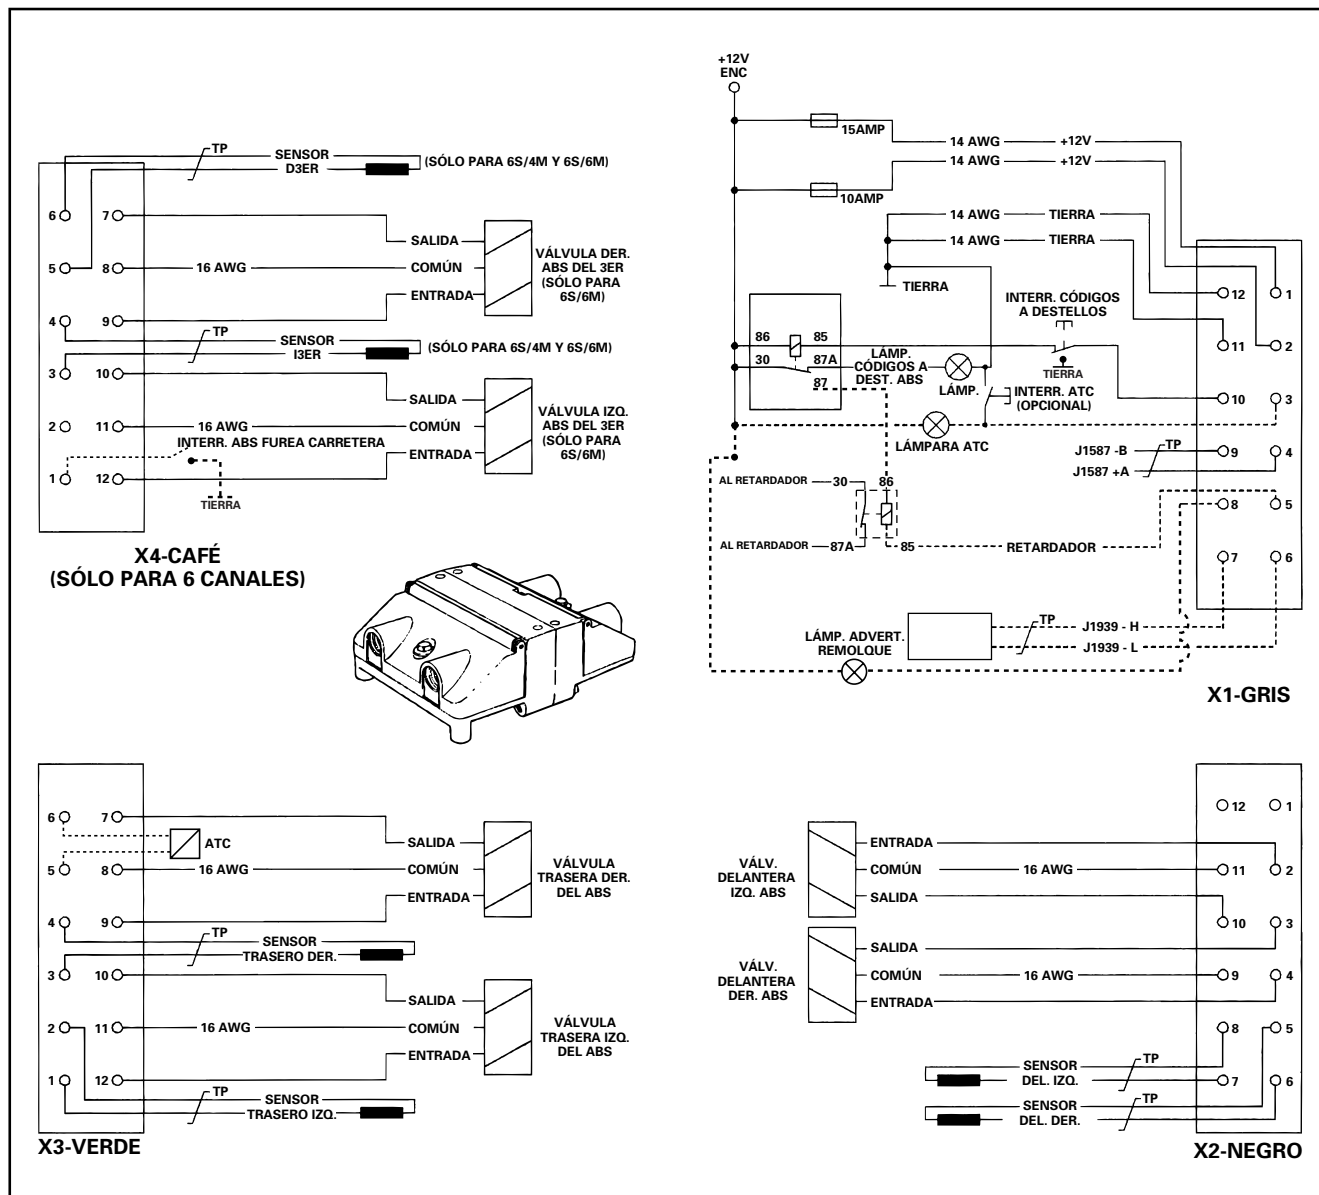 TP
SENSOR
D3ER
(SÓLO PARA 6S/4M Y 6S/6M)
6
7
SALIDA
5
8
16 AWG
COMÚN
VÁLVULA DER.
ABS DEL 3ER
(SÓLO PARA
6S/6M)
ENTRADA
4
9
TP
SENSOR
I3ER
(SÓLO PARA 6S/4M Y 6S/6M)
3
10
SALIDA
2
11
16 AWG
COMÚN
VÁLVULA IZQ.
ABS DEL 3ER
(SÓLO PARA
6S/6M)
INTERR. ABS FUREA CARRETERA
ENTRADA
1
12
TIERRA
X4-CAFÉ
(SÓLO PARA 6 CANALES)
+12V
ENC
15AMP
14 AWG
+12V
14 AWG
+12V
10AMP
14 AWG
TIERRA
14 AWG
TIERRA
TIERRA
INTERR. CÓDIGOS
A DESTELLOS
12
1
86
85
30
87A
87
LÁMP.
CÓDIGOS A
DEST. ABS
LÁMP.
TIERRA
11
2
INTERR. ATC
(OPCIONAL)
10
3
LÁMPARA ATC
J1587 -B
TP
J1587 +A
9
4
AL RETARDADOR
30
86
8
5
AL RETARDADOR
87A
85
RETARDADOR
7
6
LÁMP. ADVERT.
REMOLQUE
TP
J1939 - H
J1939 - L
X1-GRIS
6
7
ATC
SALIDA
5
8
16 AWG
COMÚN
VÁLVULA
TRASERA DER.
DEL ABS
ENTRADA
4
9
TP
SENSOR
TRASERO DER.
3
10
SALIDA
2
11
16 AWG
COMÚN
VÁLVULA
TRASERA IZQ.
DEL ABS
ENTRADA
1
12
TP
SENSOR
TRASERO IZQ.
X3-VERDE
12
1
ENTRADA
VÁLV.
DELANTERA
IZQ. ABS
COMÚN
16 AWG
11
2
SALIDA
10
3
SALIDA
VÁLV.
DELANTERA
DER. ABS
COMÚN
16 AWG
9
4
ENTRADA
8
5
SENSOR
DEL. IZQ.
TP
7
6
SENSOR
DEL. DER.
TP
X2-NEGRO